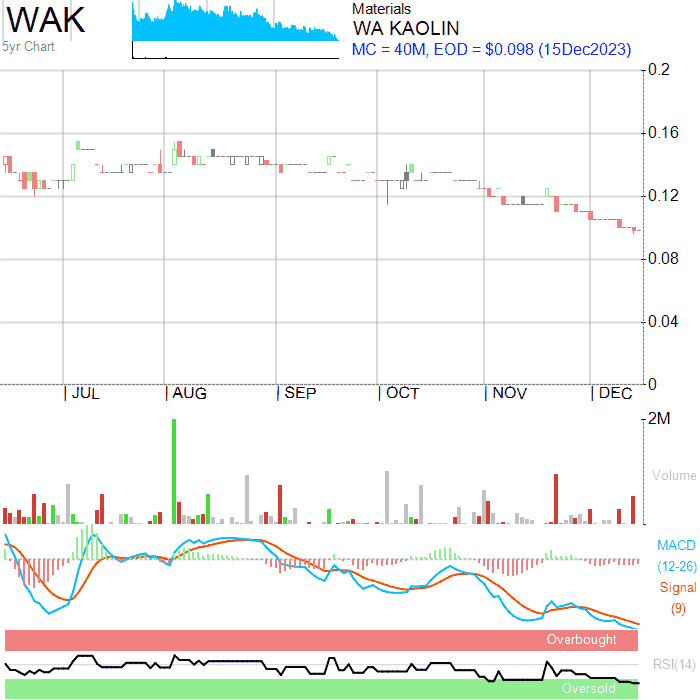 WAK
5yr Chart
Materials
WA KAOLIN
MC = 40M, EOD = $0.098 (15Dec2023)
0.2
0.16
0.12
0.08
0.04
0
JUL AUG SEP OCT NOV DEC
2M
Volume
MACD
(12-26)
Signal
(9)
Overbought
RSI(14)
Oversold